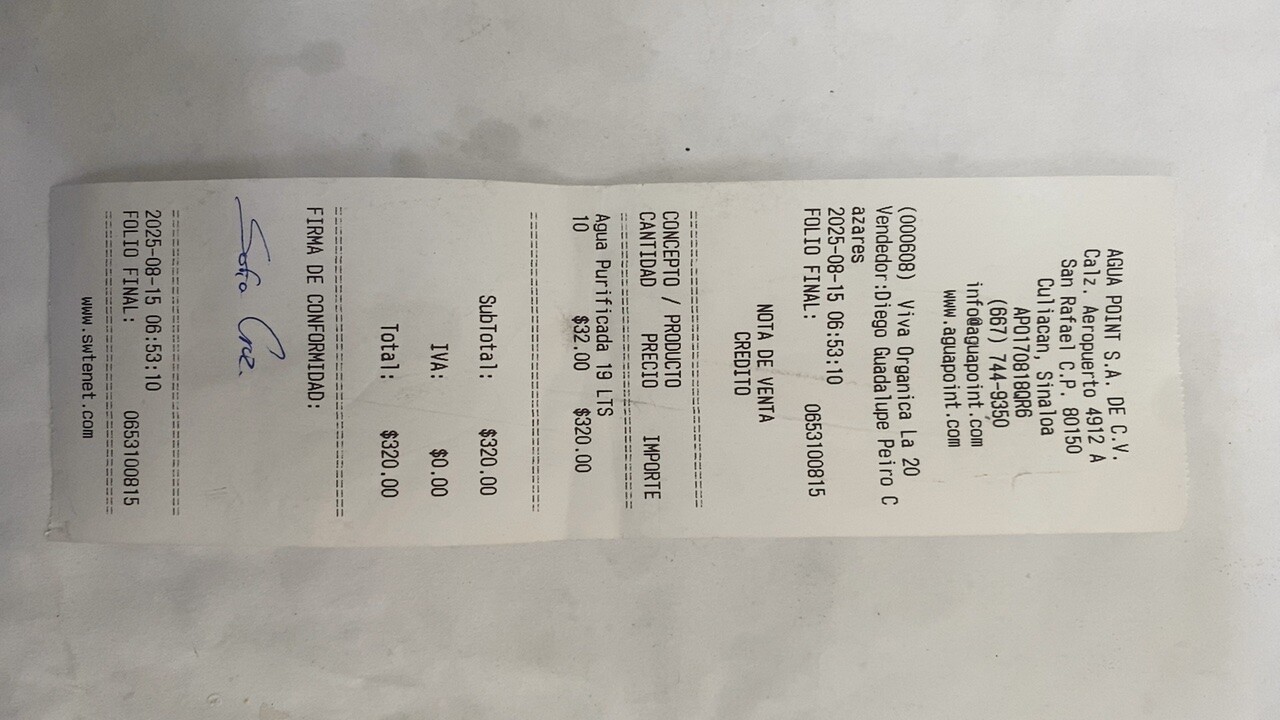 AGUA POINT S.A. DE C.V.
Calz. Aeropuerto 4912 A
San Rafael C.P. 80150
Culiacan, Sinaloa
APO170818QR6
(667) 744-9350
info@aguapoint.com
www.aguapoint.com
(000608) Viva Organica La 20
Vendedor:Diego Guadalupe Peiro C
azares
2025-08-15 06:53:10
FOLIO FINAL: 0653100815
NOTA DE VENTA
CREDITO
CONCEPTO / PRODUCTO
CANTIDAD PRECIO IMPORTE
Agua Purificada 19 LTS
10 $32.00 $320.00
SubTotal: $320.00
IVA: $0.00
Total: $320.00
FIRMA DE CONFORMIDAD:
Sofia Cruz.
2025-08-15 06:53:10
FOLIO FINAL: 0653100815
www.swtenet.com